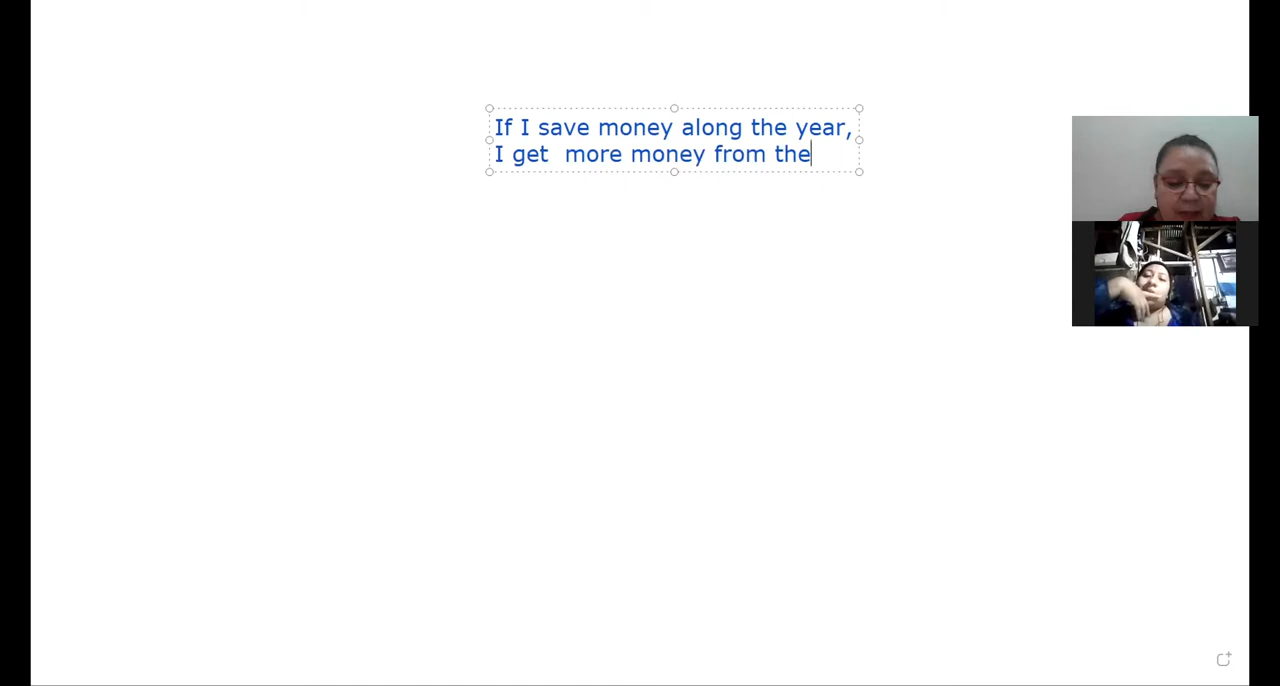 If I save money along the year,
I get  more money from the